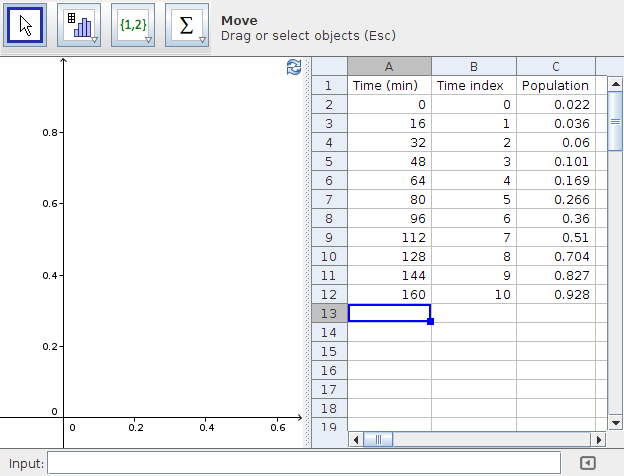 {1,2} Σ Move
Drag or select objects (Esc)
0.8
0.6
0.4
0.2
0
0 0.2 0.4 0.6
A B C
1 Time (min) Time index Population
2 0 0 0.022
3 16 1 0.036
4 32 2 0.06
5 48 3 0.101
6 64 4 0.169
7 80 5 0.266
8 96 6 0.36
9 112 7 0.51
10 128 8 0.704
11 144 9 0.827
12 160 10 0.928
13
14
15
16
17
18
19
Input: